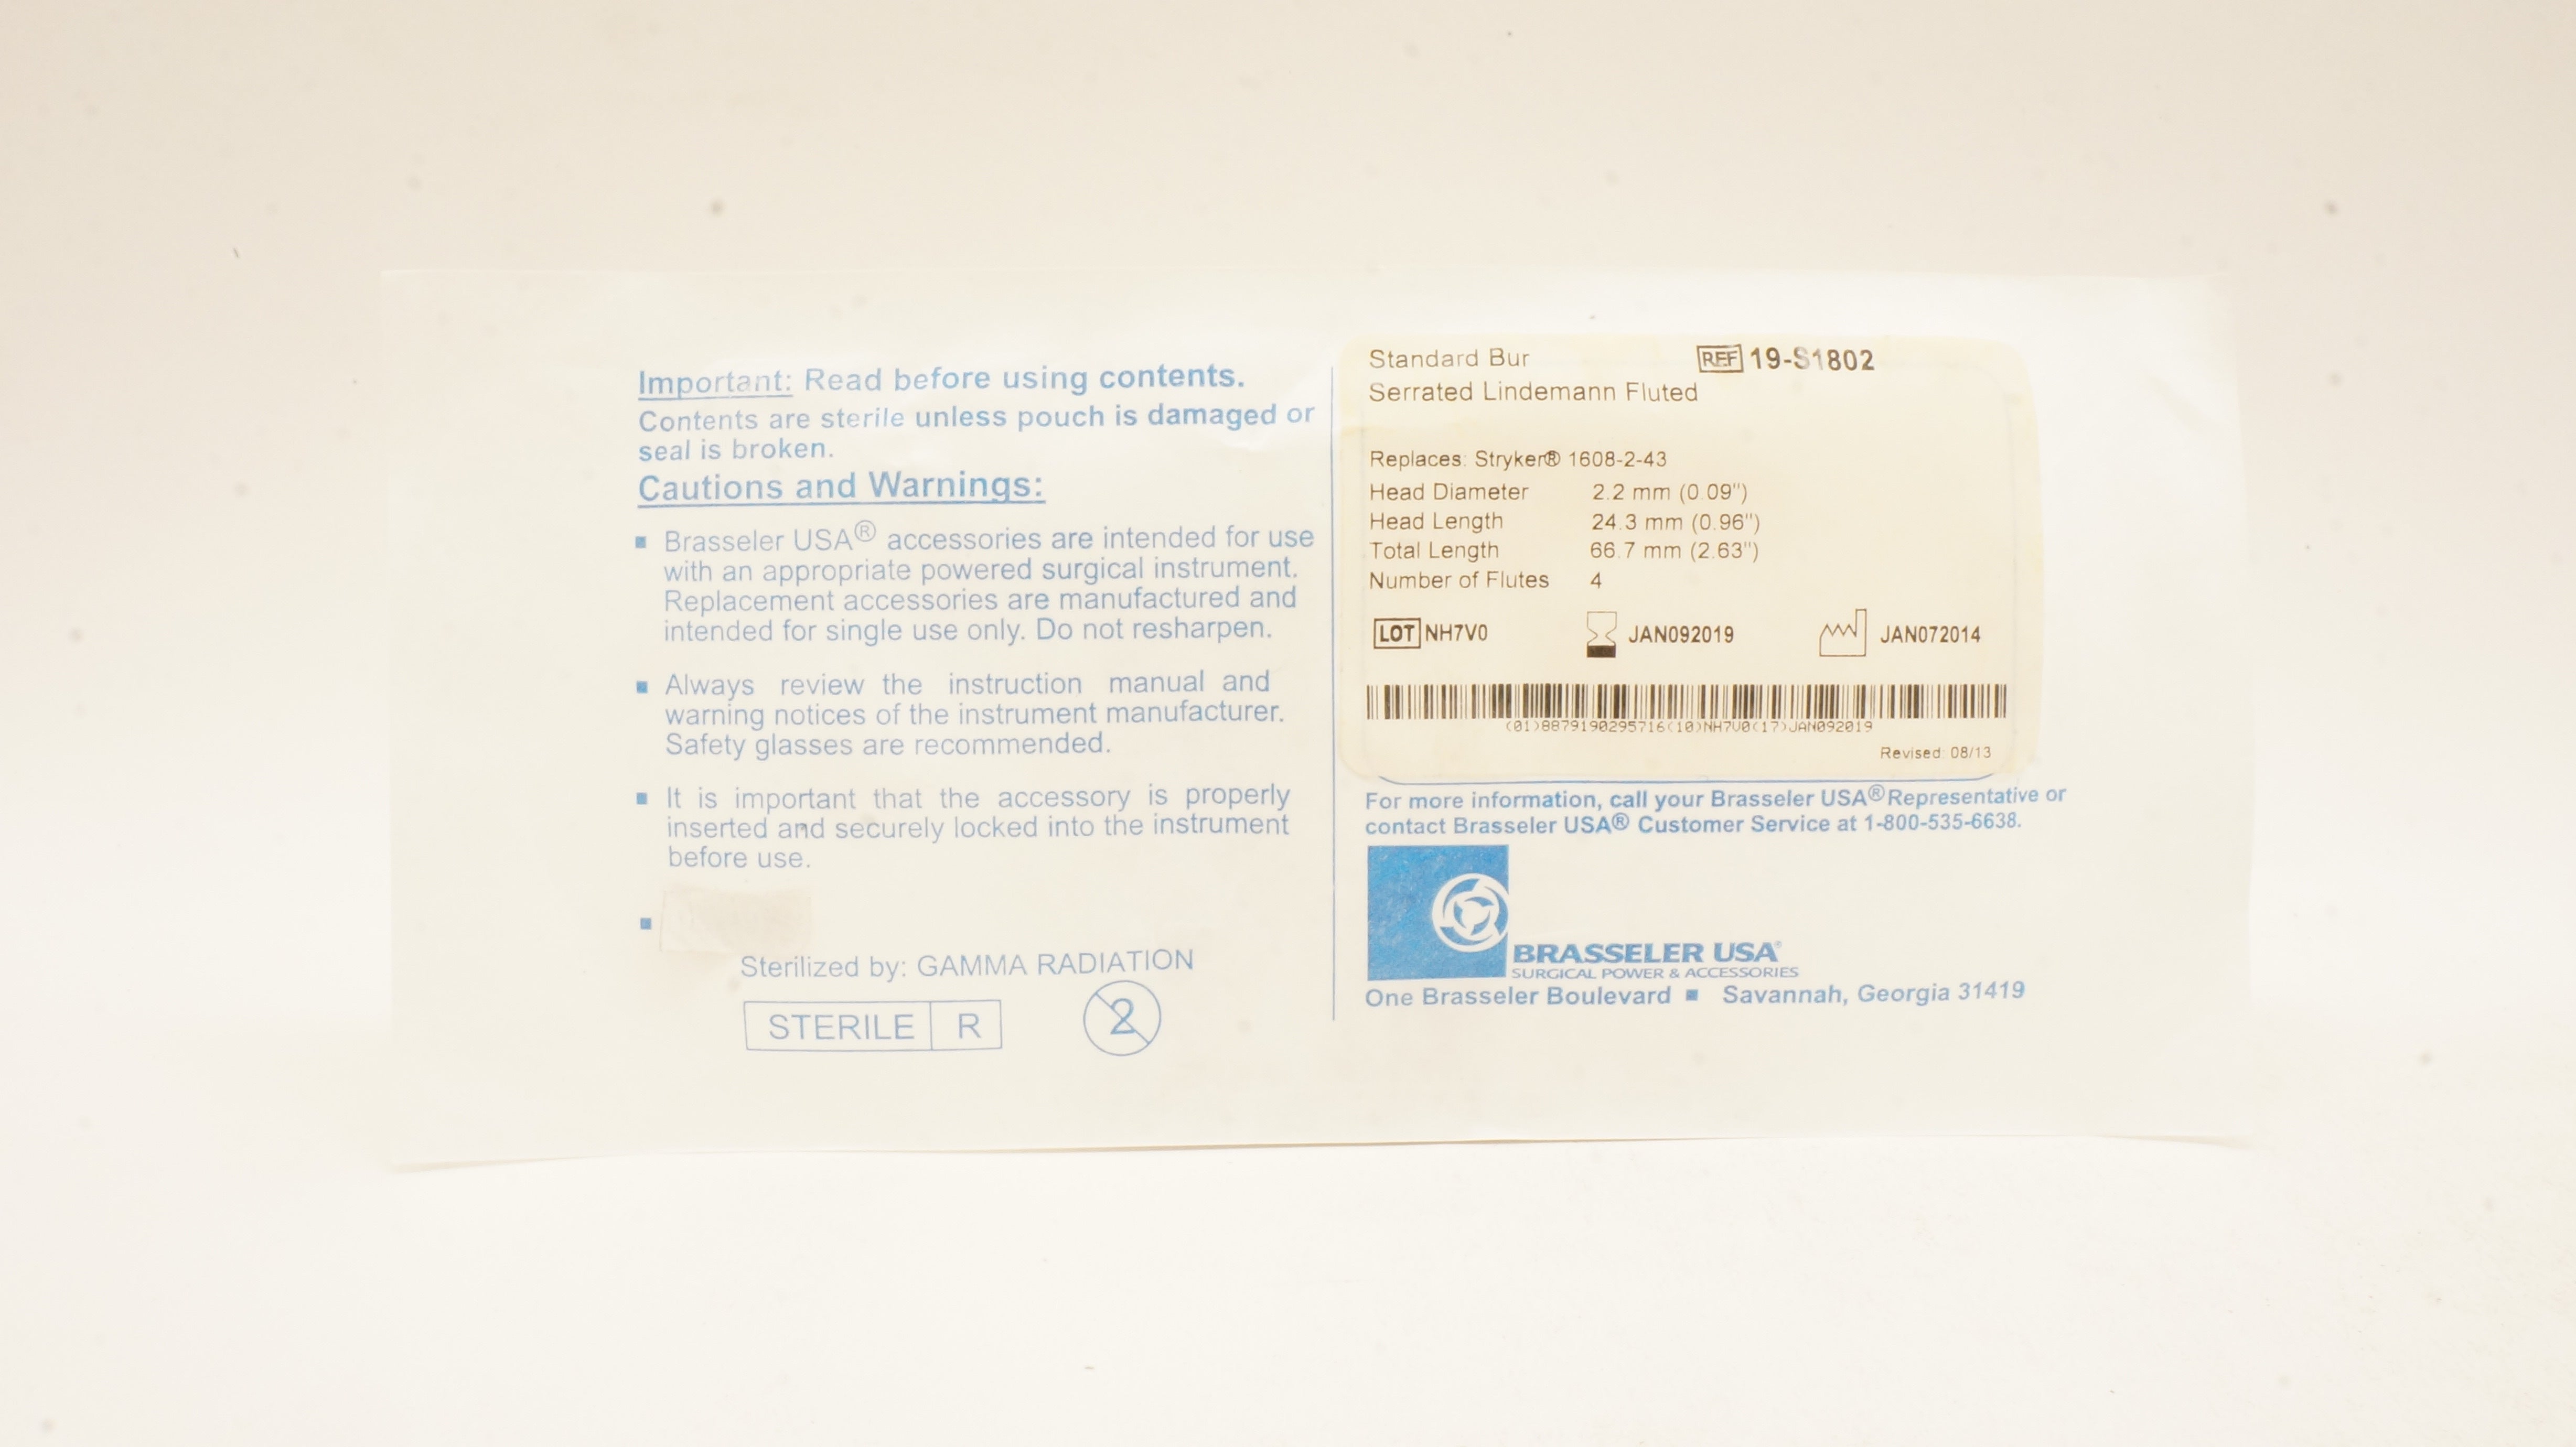 Important: Read before using contents.
Contents are sterile unless pouch is damaged or
seal is broken.
Cautions and Warnings:
▪ Brasseler USA® accessories are intended for use
with an appropriate powered surgical instrument.
Replacement accessories are manufactured and
intended for single use only. Do not resharpen.
▪ Always review the instruction manual and
warning notices of the instrument manufacturer.
Safety glasses are recommended.
▪ It is important that the accessory is properly
inserted and securely locked into the instrument
before use.
▪
Sterilized by: GAMMA RADIATION
STERILE R 2
Standard Bur REF 19-S1802
Serrated Lindemann Fluted
Replaces: Stryker® 1608-2-43
Head Diameter 2.2 mm (0.09")
Head Length 24.3 mm (0.96")
Total Length 66.7 mm (2.63")
Number of Flutes 4
LOT NH7V0 JAN092019 JAN072014
(01)8879190295716(10)NH7V0(17)JAN092019
Revised: 08/13
For more information, call your Brasseler USA® Representative or
contact Brasseler USA® Customer Service at 1-800-535-6638.
BRASSELER USA®
SURGICAL POWER & ACCESSORIES
One Brasseler Boulevard ▪ Savannah, Georgia 31419